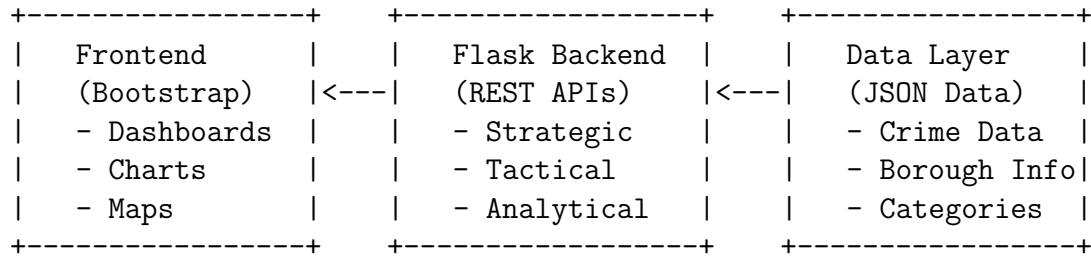 +------------------+    +-------------------+    +------------------+
|   Frontend       |    |   Flask Backend   |    |   Data Layer     |
|   (Bootstrap)    |<---|   (REST APIs)     |<---|   (JSON Data)    |
|   - Dashboards   |    |   - Strategic     |    |   - Crime Data   |
|   - Charts       |    |   - Tactical      |    |   - Borough Info|
|   - Maps         |    |   - Analytical    |    |   - Categories   |
+------------------+    +-------------------+    +------------------+